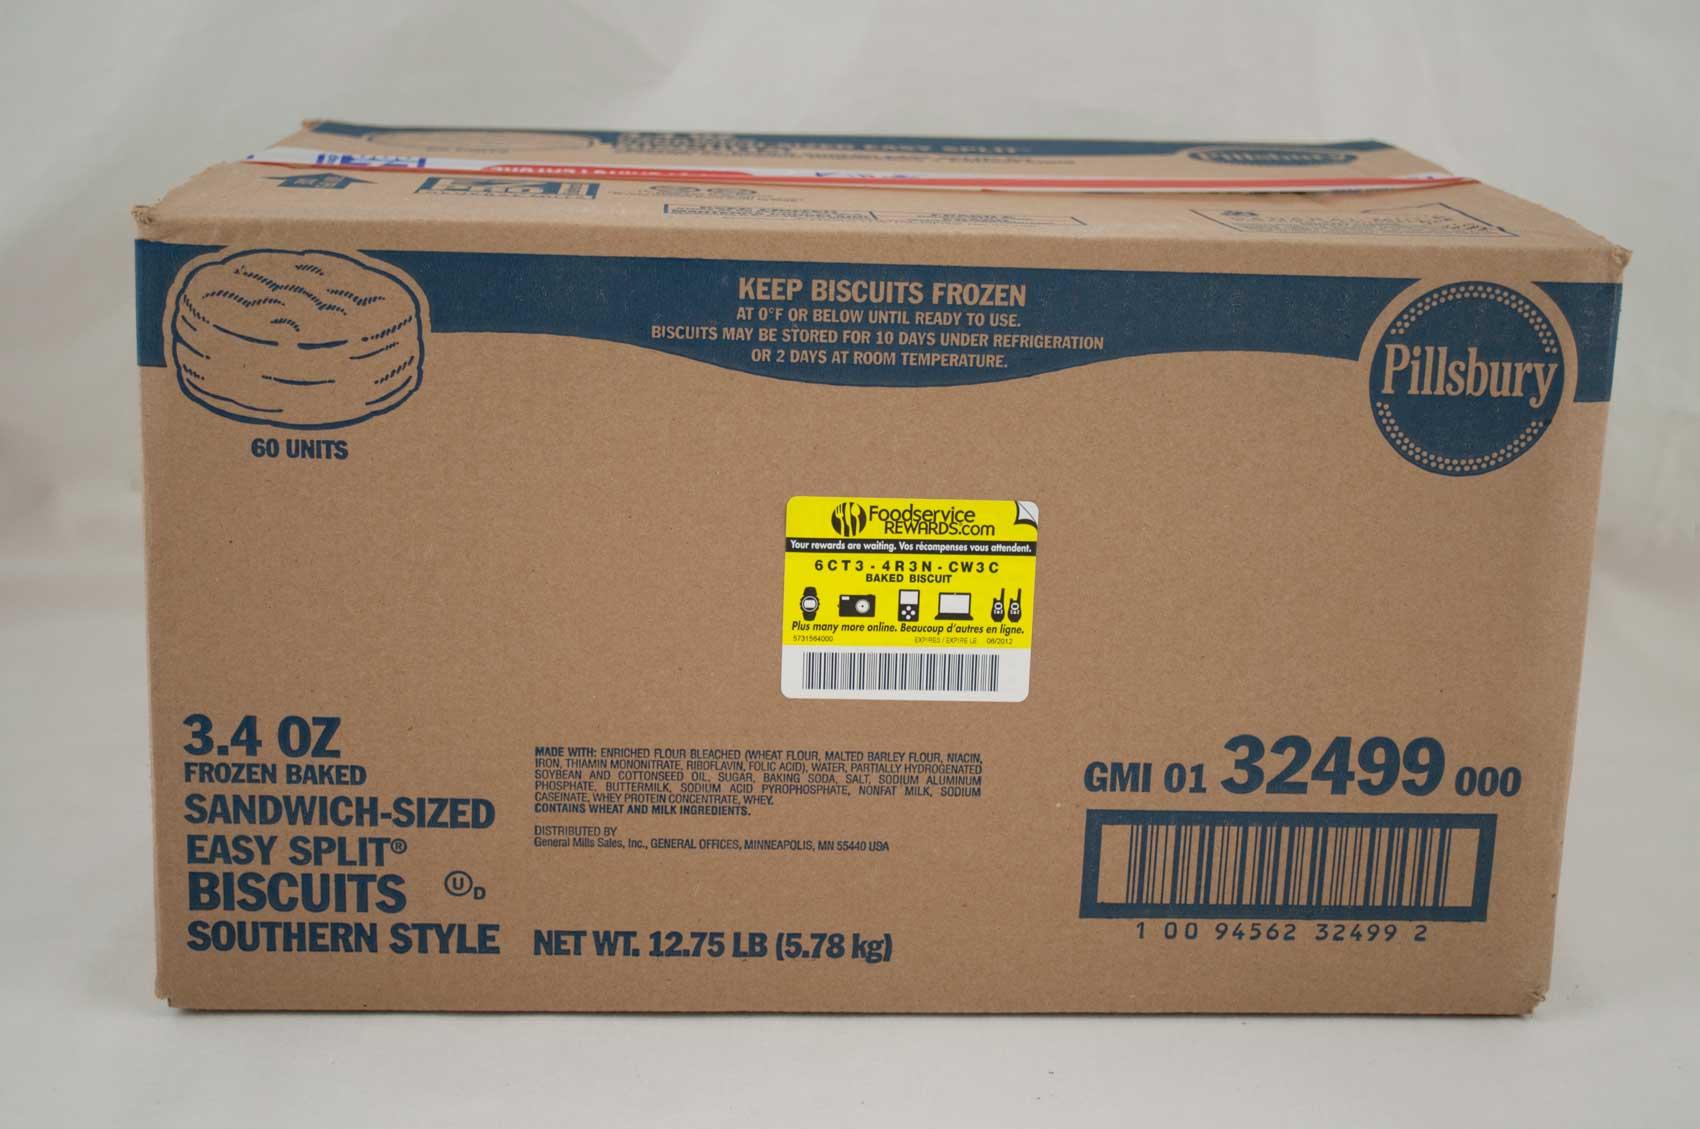 Pillsbury
KEEP BISCUITS FROZEN
AT 0°F OR BELOW UNTIL READY TO USE.
BISCUITS MAY BE STORED FOR 10 DAYS UNDER REFRIGERATION
OR 2 DAYS AT ROOM TEMPERATURE.
Pillsbury
60 UNITS
Foodservice
REWARDS.com
Your rewards are waiting. Vos récompenses vous attendent.
6CT3 - 4R3N - CW3C
BAKED BISCUIT
Plus many more online. Beaucoup d'autres en ligne.
5731564000 EXPIRES / EXPIRE LE 06/2012
3.4 OZ
FROZEN BAKED
SANDWICH-SIZED
EASY SPLIT®
BISCUITS U D
SOUTHERN STYLE
MADE WITH: ENRICHED FLOUR BLEACHED (WHEAT FLOUR, MALTED BARLEY FLOUR, NIACIN,
IRON, THIAMIN MONONITRATE, RIBOFLAVIN, FOLIC ACID), WATER, PARTIALLY HYDROGENATED
SOYBEAN AND COTTONSEED OIL, SUGAR, BAKING SODA, SALT, SODIUM ALUMINUM
PHOSPHATE, BUTTERMILK, SODIUM ACID PYROPHOSPHATE, NONFAT MILK, SODIUM
CASEINATE, WHEY PROTEIN CONCENTRATE, WHEY.
CONTAINS WHEAT AND MILK INGREDIENTS.
DISTRIBUTED BY
General Mills Sales, Inc., GENERAL OFFICES, MINNEAPOLIS, MN 55440 USA
NET WT. 12.75 LB (5.78 kg)
GMI 01 32499 000
1 00 94562 32499 2